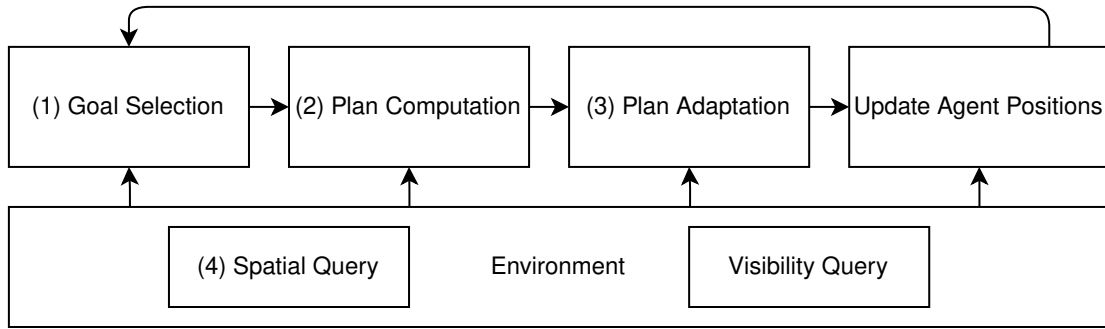 (1) Goal Selection
(2) Plan Computation
(3) Plan Adaptation
Update Agent Positions
(4) Spatial Query
Environment
Visibility Query